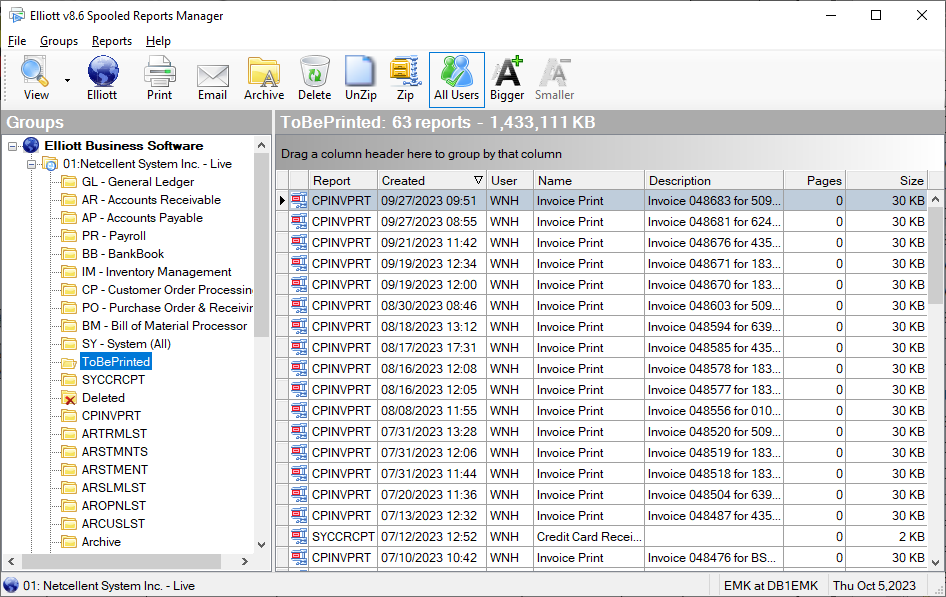 Elliott v8.6 Spooled Reports Manager
File Groups Reports Help
View Elliott Print Email Archive Delete UnZip Zip All Users Bigger Smaller
Groups
Elliott Business Software
01:Netcellent System Inc. - Live
GL - General Ledger
AR - Accounts Receivable
AP - Accounts Payable
PR - Payroll
BB - BankBook
IM - Inventory Management
CP - Customer Order Processing
PO - Purchase Order & Receivir
BM - Bill of Material Processor
SY - System (All)
ToBePrinted
SYCCRCPT
Deleted
CPINVPRT
ARTRMLST
ARSTMNTS
ARSTMENT
ARSLMLST
AROPNLST
ARCUSLST
Archive
ToBePrinted: 63 reports - 1,433,111 KB
Drag a column header here to group by that column
Report Created User Name Description Pages Size
CPINVPRT 09/27/2023 09:51 WNH Invoice Print Invoice 048683 for 509... 0 30 KB
CPINVPRT 09/27/2023 08:55 WNH Invoice Print Invoice 048681 for 624... 0 30 KB
CPINVPRT 09/21/2023 11:42 WNH Invoice Print Invoice 048676 for 435... 0 30 KB
CPINVPRT 09/19/2023 12:34 WNH Invoice Print Invoice 048671 for 183... 0 30 KB
CPINVPRT 09/19/2023 12:00 WNH Invoice Print Invoice 048670 for 183... 0 30 KB
CPINVPRT 08/30/2023 08:46 WNH Invoice Print Invoice 048603 for 509... 0 30 KB
CPINVPRT 08/18/2023 13:12 WNH Invoice Print Invoice 048594 for 639... 0 30 KB
CPINVPRT 08/17/2023 17:31 WNH Invoice Print Invoice 048585 for 435... 0 30 KB
CPINVPRT 08/16/2023 12:08 WNH Invoice Print Invoice 048578 for 183... 0 30 KB
CPINVPRT 08/16/2023 12:05 WNH Invoice Print Invoice 048577 for 183... 0 30 KB
CPINVPRT 08/08/2023 11:55 WNH Invoice Print Invoice 048556 for 010... 0 30 KB
CPINVPRT 07/31/2023 13:28 WNH Invoice Print Invoice 048520 for 509... 0 30 KB
CPINVPRT 07/31/2023 12:06 WNH Invoice Print Invoice 048519 for 183... 0 30 KB
CPINVPRT 07/31/2023 11:44 WNH Invoice Print Invoice 048518 for 183... 0 30 KB
CPINVPRT 07/20/2023 11:36 WNH Invoice Print Invoice 048504 for 639... 0 30 KB
CPINVPRT 07/13/2023 12:32 WNH Invoice Print Invoice 048487 for 435... 0 30 KB
SYCCRCPT 07/12/2023 12:52 WNH Credit Card Recei... 0 2 KB
CPINVPRT 07/10/2023 10:42 WNH Invoice Print Invoice 048476 for BS... 0 30 KB
01: Netcellent System Inc. - Live EMK at DB1EMK Thu Oct 5,2023